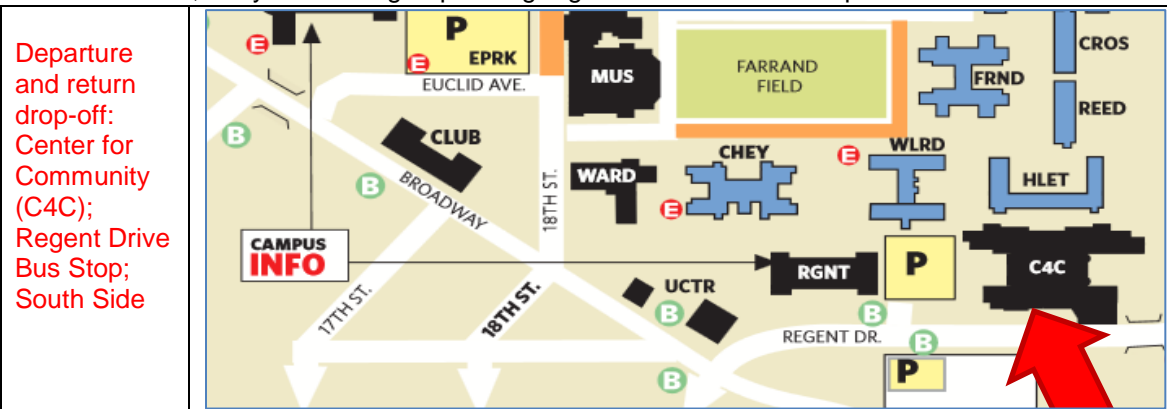 Departure
and return
drop-off:
Center for
Community
(C4C);
Regent Drive
Bus Stop;
South Side
E
P
EPRK
E
EUCLID AVE.
MUS
FARRAND
FIELD
FRND
CROS
REED
B
CLUB
B
BROADWAY
18TH ST.
WARD
CHEY
E
E
WLRD
HLET
CAMPUS
INFO
RGNT
P
C4C
17TH ST.
18TH ST.
UCTR
B
B
REGENT DR.
B
B
P